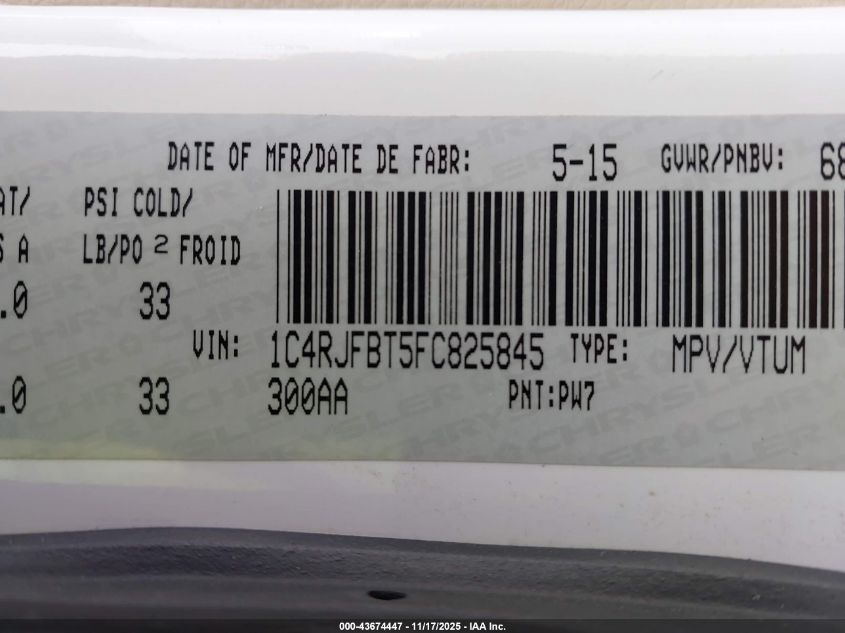 DATE OF MFR/DATE DE FABR: 5-15 GVWR/PNBV: 68
AT/ PSI COLD/
S A LB/PO 2 FROID
.0 33
VIN: 1C4RJFBT5FC825845 TYPE: MPV/VTUM
.0 33 300AA PNT:PW7
CHRYSLER
000-43674447 - 11/17/2025 - IAA Inc.